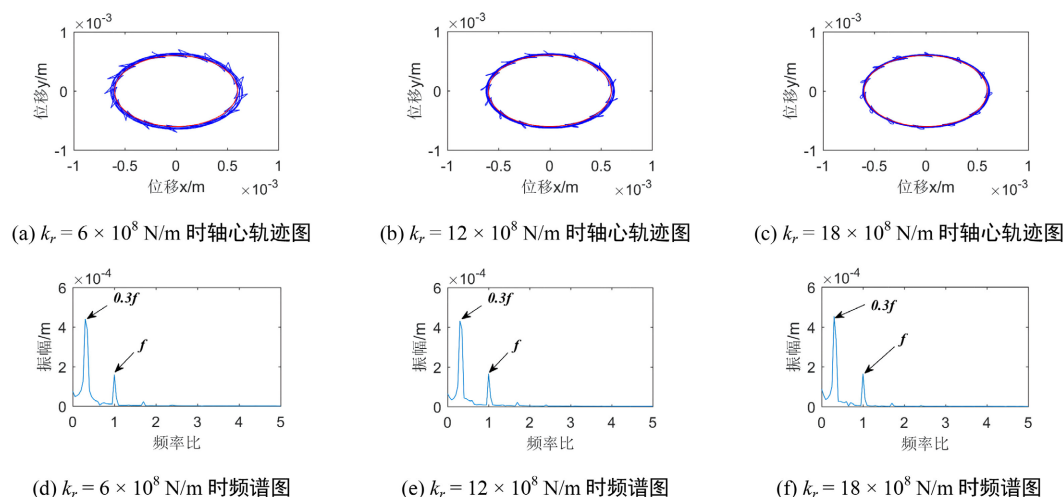 ×10⁻³ ×10⁻³ ×10⁻³
1 1 1
位移y/m 0 位移y/m 0 位移y/m 0
-1 -1 -1
-1 -0.5 0 0.5 1 -1 -0.5 0 0.5 1 -1 -0.5 0 0.5 1
位移x/m ×10⁻³ 位移x/m ×10⁻³ 位移x/m ×10⁻³
(a) kᵣ = 6 × 10⁸ N/m 时轴心轨迹图 (b) kᵣ = 12 × 10⁸ N/m 时轴心轨迹图 (c) kᵣ = 18 × 10⁸ N/m 时轴心轨迹图
×10⁻⁴ ×10⁻⁴ ×10⁻⁴
6 0.3f 6 0.3f 6 0.3f
4 4 4
振幅/m f 振幅/m f 振幅/m f
2 2 2
0 0 0
0 1 2 3 4 5 0 1 2 3 4 5 0 1 2 3 4 5
频率比 频率比 频率比
(d) kᵣ = 6 × 10⁸ N/m 时频谱图 (e) kᵣ = 12 × 10⁸ N/m 时频谱图 (f) kᵣ = 18 × 10⁸ N/m 时频谱图